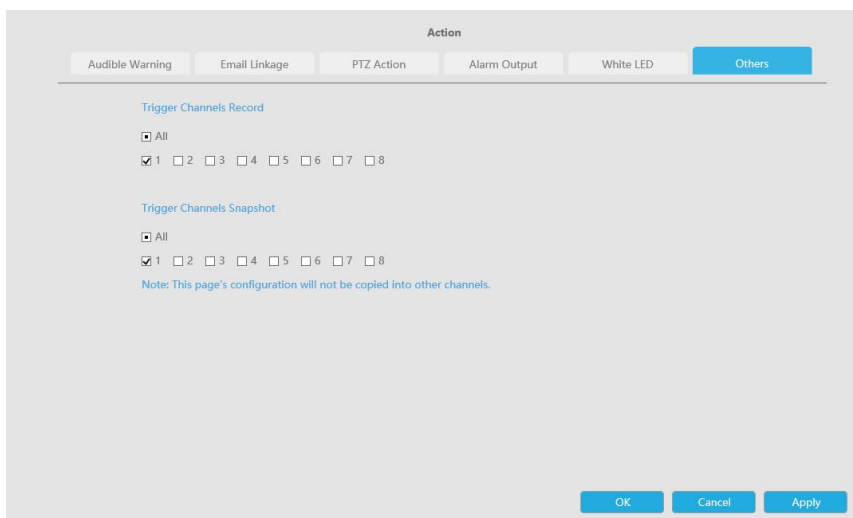 Action
Audible Warning Email Linkage PTZ Action Alarm Output White LED Others
Trigger Channels Record
All
1 2 3 4 5 6 7 8
Trigger Channels Snapshot
All
1 2 3 4 5 6 7 8
Note: This page's configuration will not be copied into other channels.
OK Cancel Apply